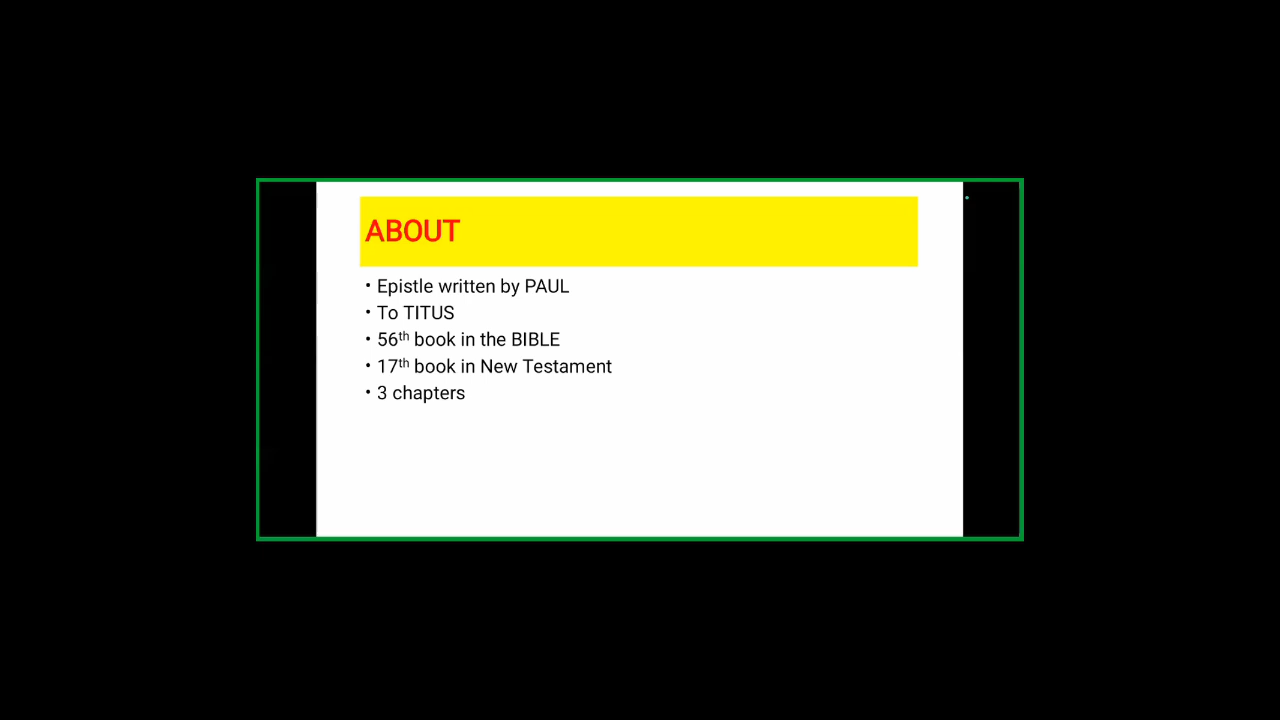 ABOUT
• Epistle written by PAUL
• To TITUS
• 56th book in the BIBLE
• 17th book in New Testament
• 3 chapters